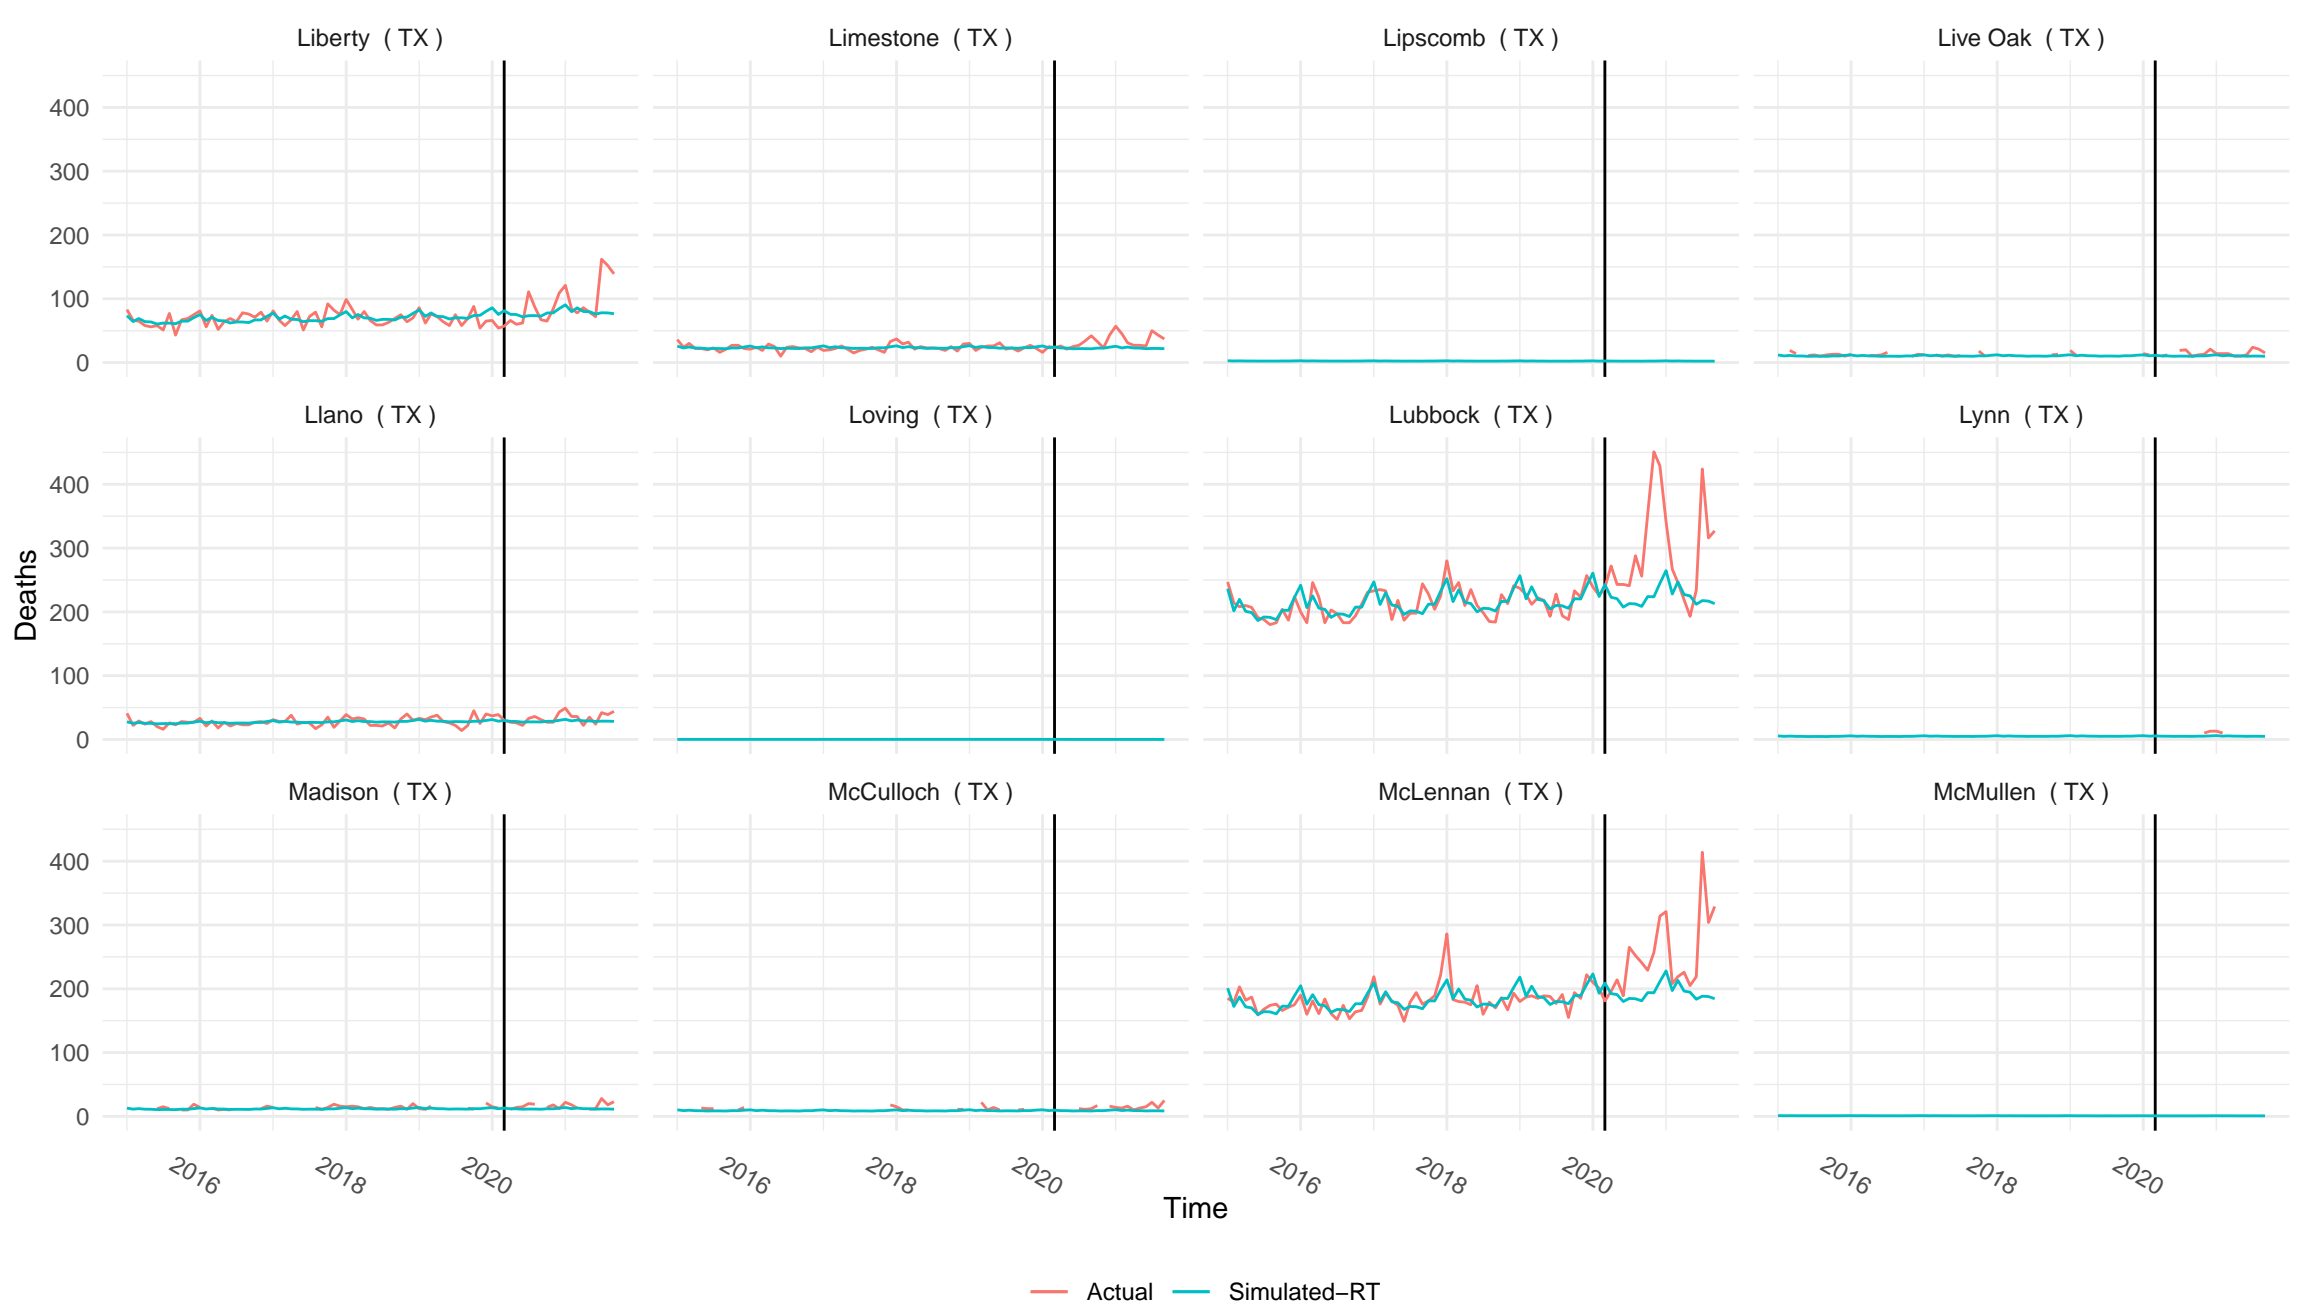 Liberty ( TX )
Limestone ( TX )
Lipscomb ( TX )
Live Oak ( TX )
400
300
200
100
0
Llano ( TX )
Loving ( TX )
Lubbock ( TX )
Lynn ( TX )
400
300
200
100
0
Deaths
Madison ( TX )
McCulloch ( TX )
McLennan ( TX )
McMullen ( TX )
400
300
200
100
0
2016 2018 2020 2016 2018 2020 2016 2018 2020 2016 2018 2020
Time
Actual Simulated−RT